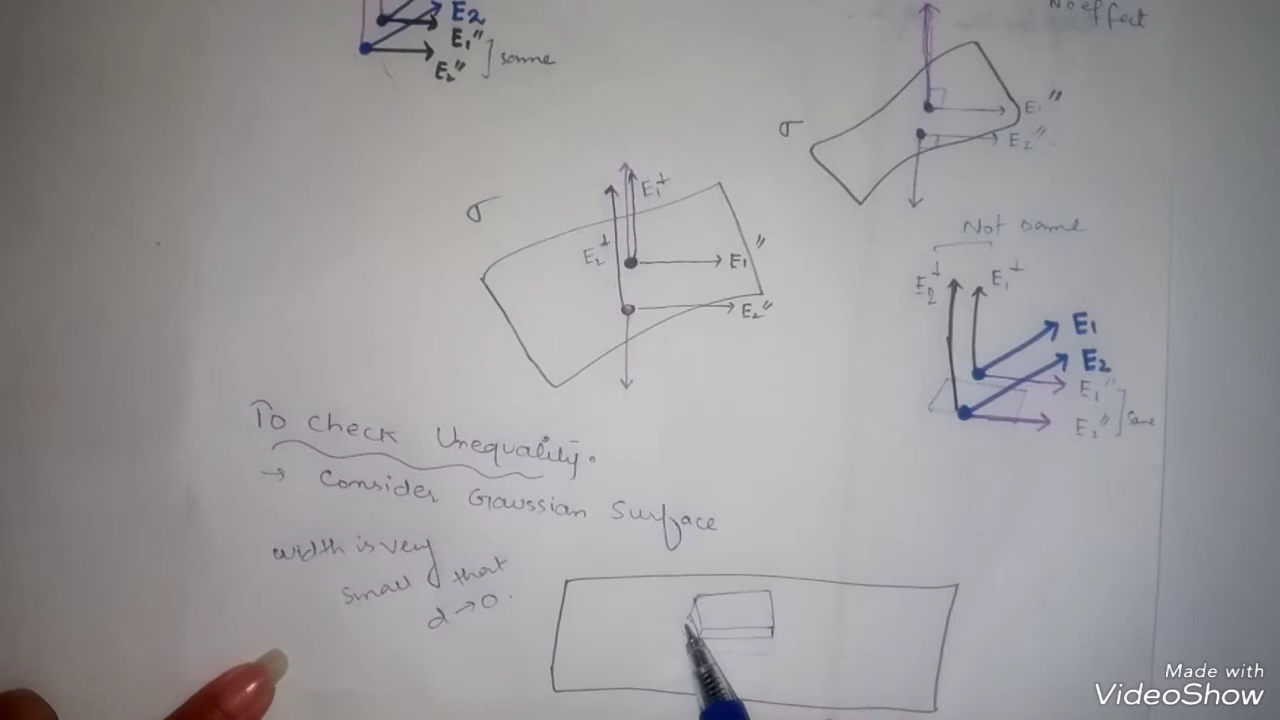 E2
E1"
E2"
same
No effect
σ
E1"
E2"
σ
E1⊥
E2⊥
E1"
E2"
Not same
E2⊥ E1⊥
E1
E2
E1"
E2"
same
To check Unequality.
→ Consider Gaussian Surface
width is very
small that
d→0.
Made with
VideoShow